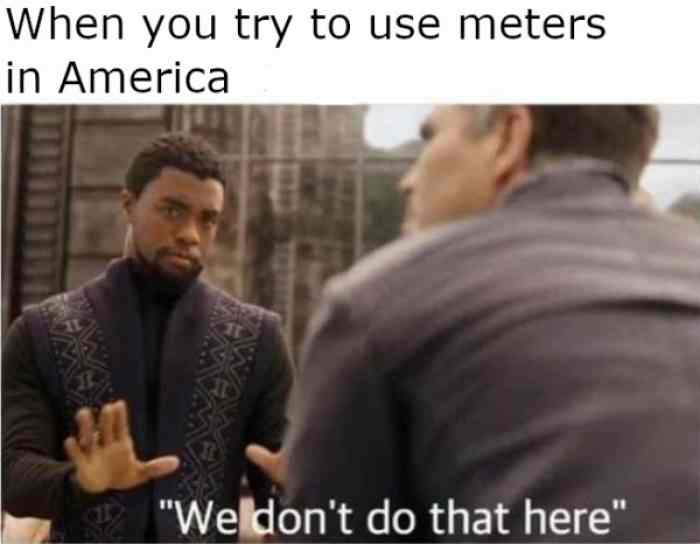 When you try to use meters
in America
"We don't do that here"